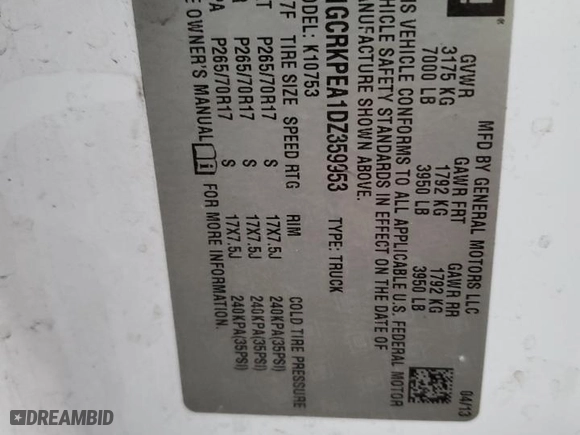 MFD BY GENERAL MOTORS LLC 04/13
GVWR GAWR FRT GAWR RR
3175 KG 1792 KG 1792 KG
7000 LB 3950 LB 3950 LB
VEHICLE CONFORMS TO ALL APPLICABLE U.S. FEDERAL MOTOR
VEHICLE SAFETY STANDARDS IN EFFECT ON THE DATE OF
MANUFACTURE SHOWN ABOVE.
GCRKPEA1DZ359953 TYPE: TRUCK
MODEL: K10753
TIRE SIZE SPEED RTG RIM COLD TIRE PRESSURE
P265/70R17 S 17X7.5J 240KPA(35PSI)
P265/70R17 S 17X7.5J 240KPA(35PSI)
P265/70R17 S 17X7.5J 240KPA(35PSI)
OWNER'S MANUAL FOR MORE INFORMATION.
DREAMBID